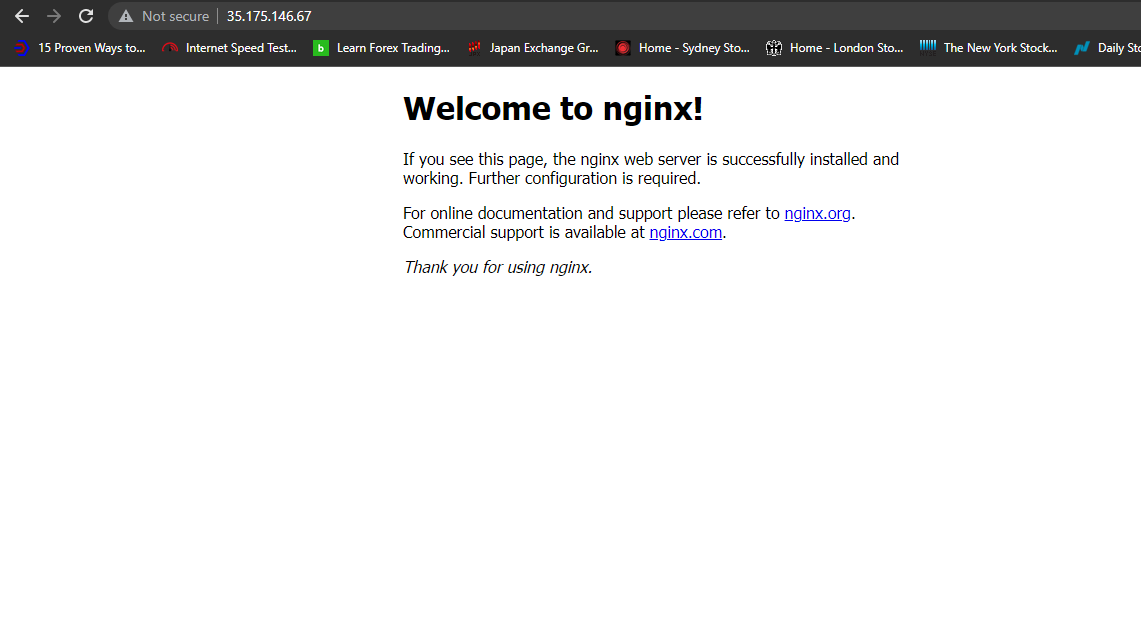 Not secure 35.175.146.67
15 Proven Ways to... Internet Speed Test... b Learn Forex Trading... Japan Exchange Gr... Home - Sydney Sto... Home - London Sto... The New York Stock... Daily Sto
Welcome to nginx!
If you see this page, the nginx web server is successfully installed and
working. Further configuration is required.
For online documentation and support please refer to nginx.org.
Commercial support is available at nginx.com.
Thank you for using nginx.